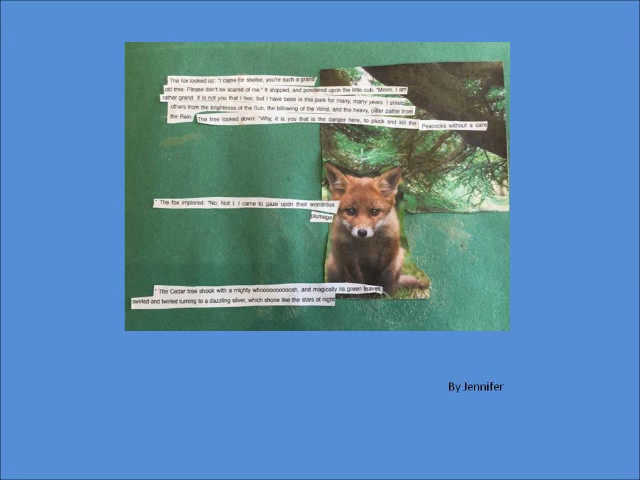 The fox looked up: "I came for shelter, you're such a grand
old tree. Please don't be scared of me." It stopped, and pondered upon the little cub. "Mmm, I am
rather grand. It is not you that I fear, but I have been in this park for many, many years. I shield
others from the brightness of the Sun, the billowing of the Wind, and the heavy, pitter patter from
the Rain. The tree looked down: "Why, it is you that is the danger here, to pluck and kill the Peacocks without a care
" The fox implored: "No. Not I. I came to gaze upon their wondrous
plumage.
" The Cedar tree shook with a mighty whoooooooooosh, and magically its green leaves
swirled and twirled turning to a dazzling silver, which shone like the stars at night
By Jennifer